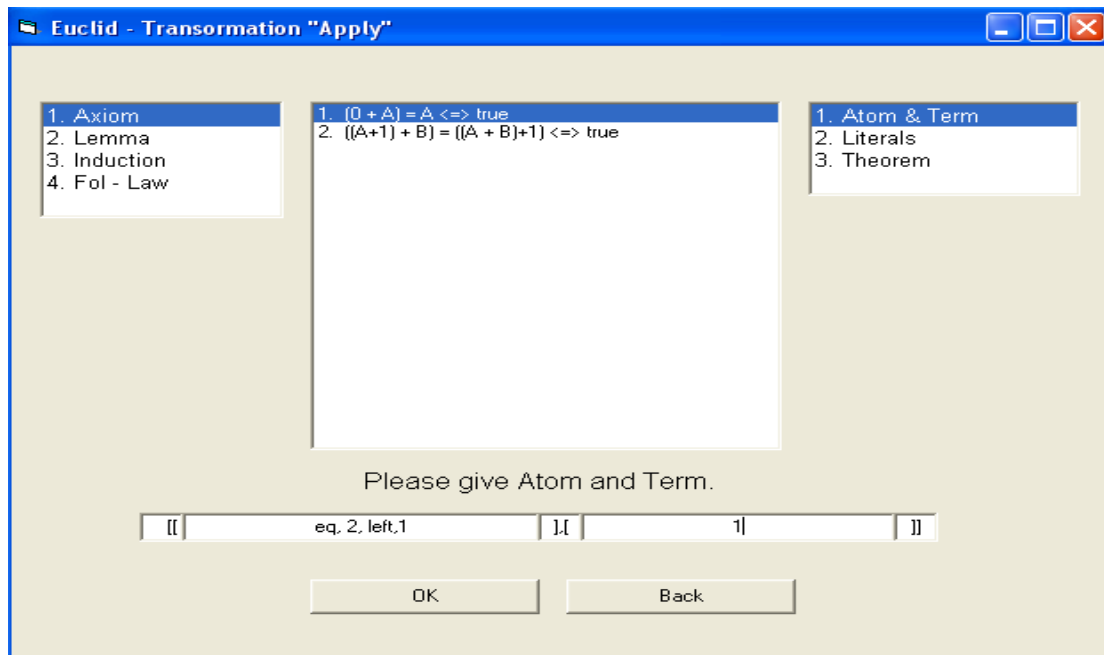 Euclid - Transormation "Apply"
1. Axiom
2. Lemma
3. Induction
4. Fol - Law
1. (0 + A) = A <=> true
2. ((A+1) + B) = ((A + B)+1) <=> true
1. Atom & Term
2. Literals
3. Theorem
Please give Atom and Term.
[[ eq, 2, left,1 ],[ 1 ]]
OK Back